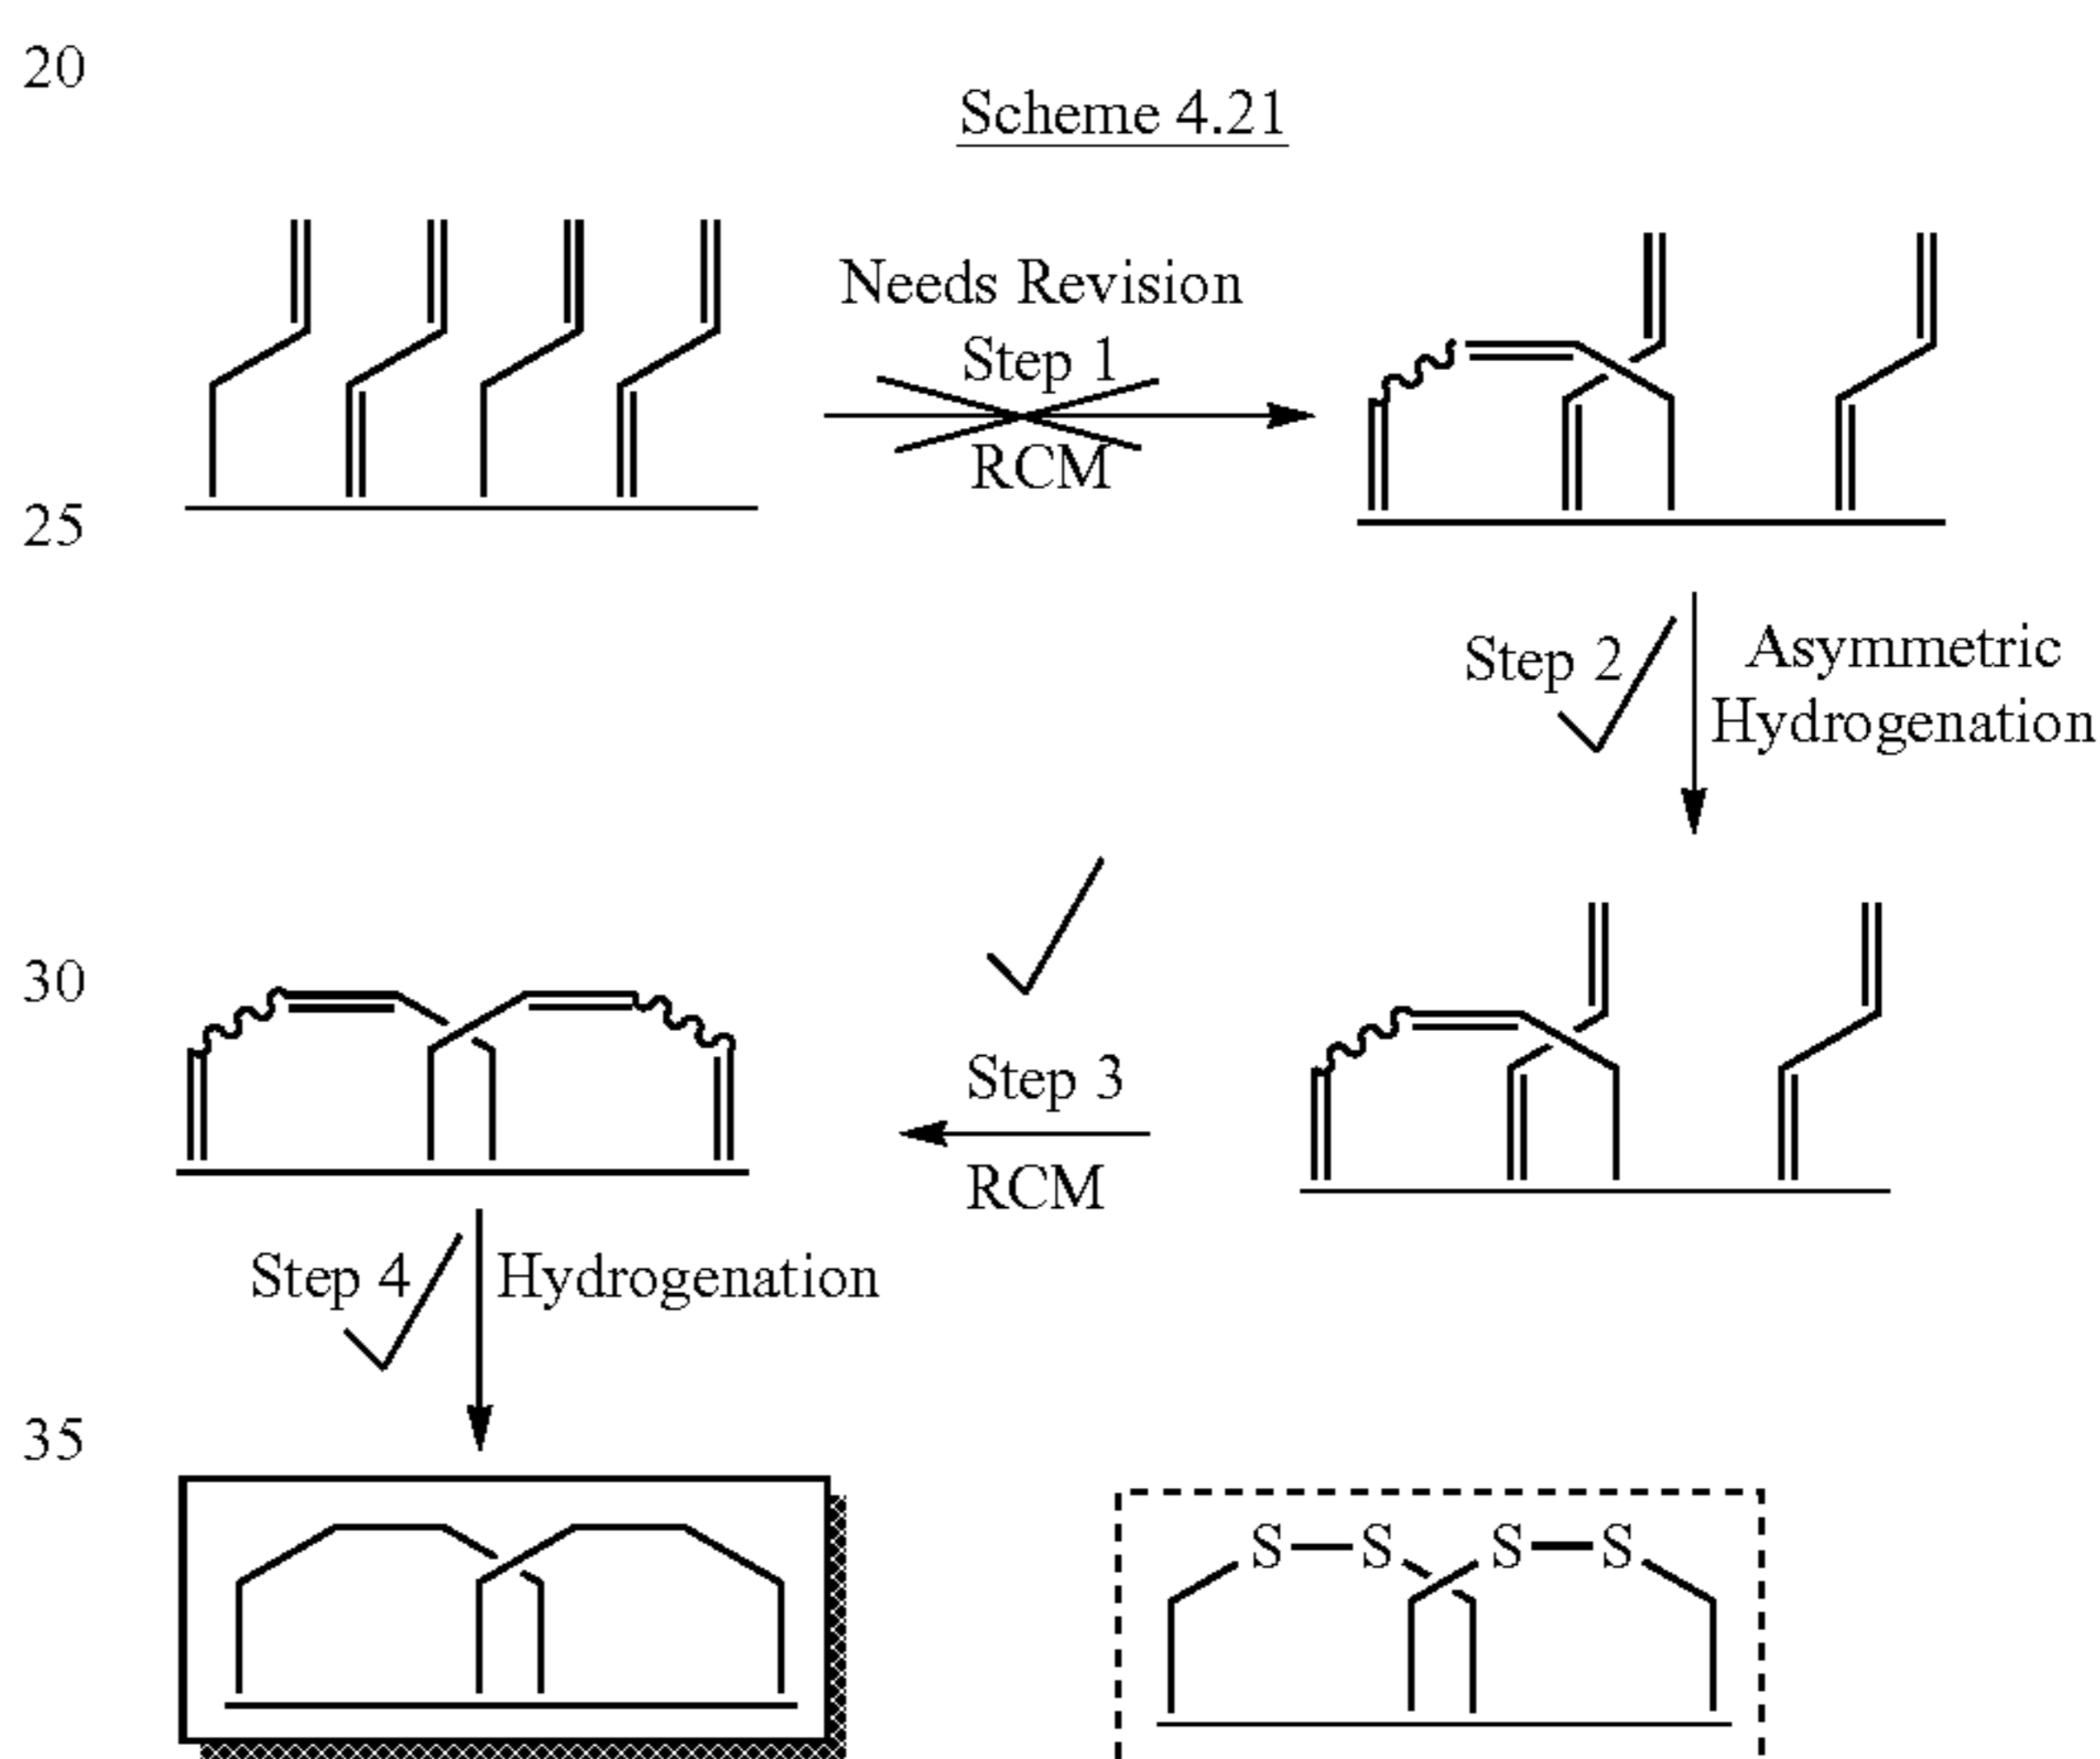 20
Scheme 4.21
Needs Revision
Step 1
RCM
25
Step 2
Asymmetric
Hydrogenation
30
Step 3
RCM
Step 4
Hydrogenation
35
S S S S